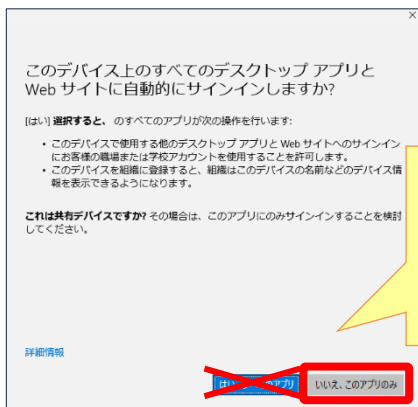 このデバイス上のすべてのデスクトップ アプリと
Web サイトに自動的にサインインしますか?
[はい] 選択すると、 のすべてのアプリが次の操作を行います:
• このデバイスで使用する他のデスクトップ アプリと Web サイトへのサインイン
にお客様の職場または学校アカウントを使用することを許可します。
• このデバイスを組織に登録すると、組織はこのデバイスの名前などのデバイス情
報を表示できるようになります。
これは共有デバイスですか? その場合は、このアプリにのみサインインすることを検討
してください。
詳細情報
いいえ、このアプリのみ